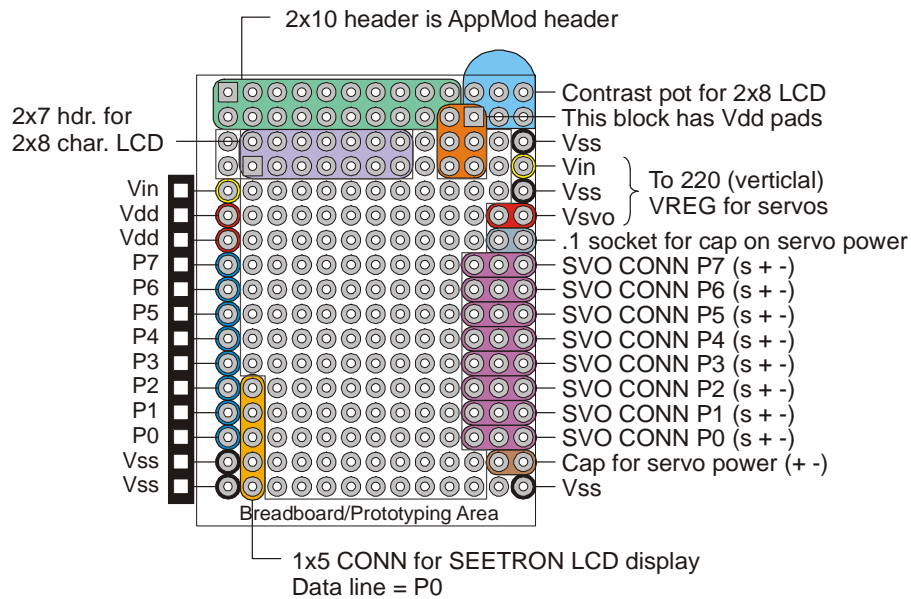 2x10 header is AppMod header
2x7 hdr. for
2x8 char. LCD
Contrast pot for 2x8 LCD
This block has Vdd pads
Vss
Vin
Vss
Vsvo
To 220 (verticlal)
VREG for servos
.1 socket for cap on servo power
SVO CONN P7 (s + -)
SVO CONN P6 (s + -)
SVO CONN P5 (s + -)
SVO CONN P4 (s + -)
SVO CONN P3 (s + -)
SVO CONN P2 (s + -)
SVO CONN P1 (s + -)
SVO CONN P0 (s + -)
Cap for servo power (+ -)
Vss
Vin
Vdd
Vdd
P7
P6
P5
P4
P3
P2
P1
P0
Vss
Vss
Breadboard/Prototyping Area
1x5 CONN for SEETRON LCD display
Data line = P0